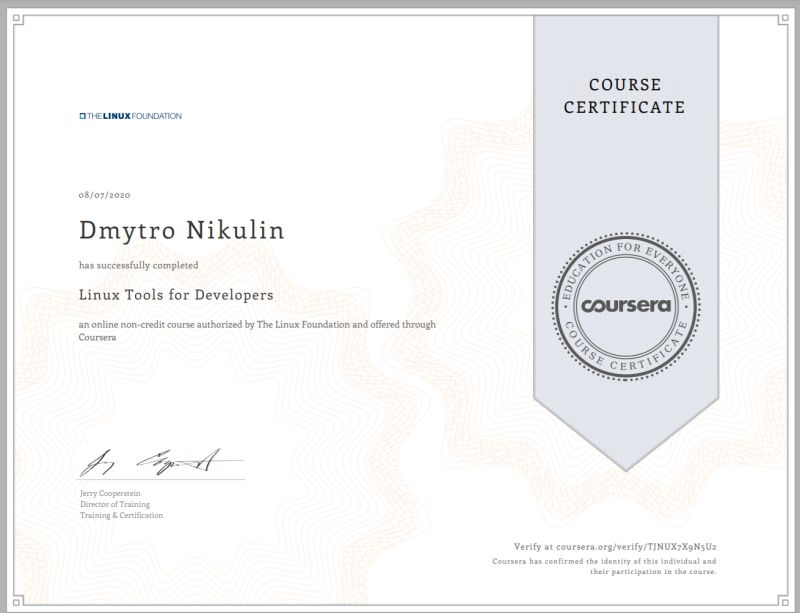 THE LINUX FOUNDATION
COURSE
CERTIFICATE
08/07/2020
Dmytro Nikulin
has successfully completed
Linux Tools for Developers
an online non-credit course authorized by The Linux Foundation and offered through
Coursera
EDUCATION FOR EVERYONE
coursera
COURSE CERTIFICATE
Jerry Cooperstein
Director of Training
Training & Certification
Verify at coursera.org/verify/TJNUX7X9N5U2
Coursera has confirmed the identity of this individual and
their participation in the course.